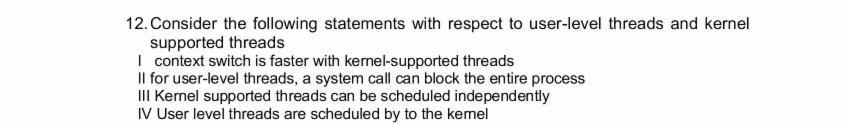 12. Consider the following statements with respect to user-level threads and kernel
supported threads
I context switch is faster with kernel-supported threads
II for user-level threads, a system call can block the entire process
III Kernel supported threads can be scheduled independently
IV User level threads are scheduled by to the kernel